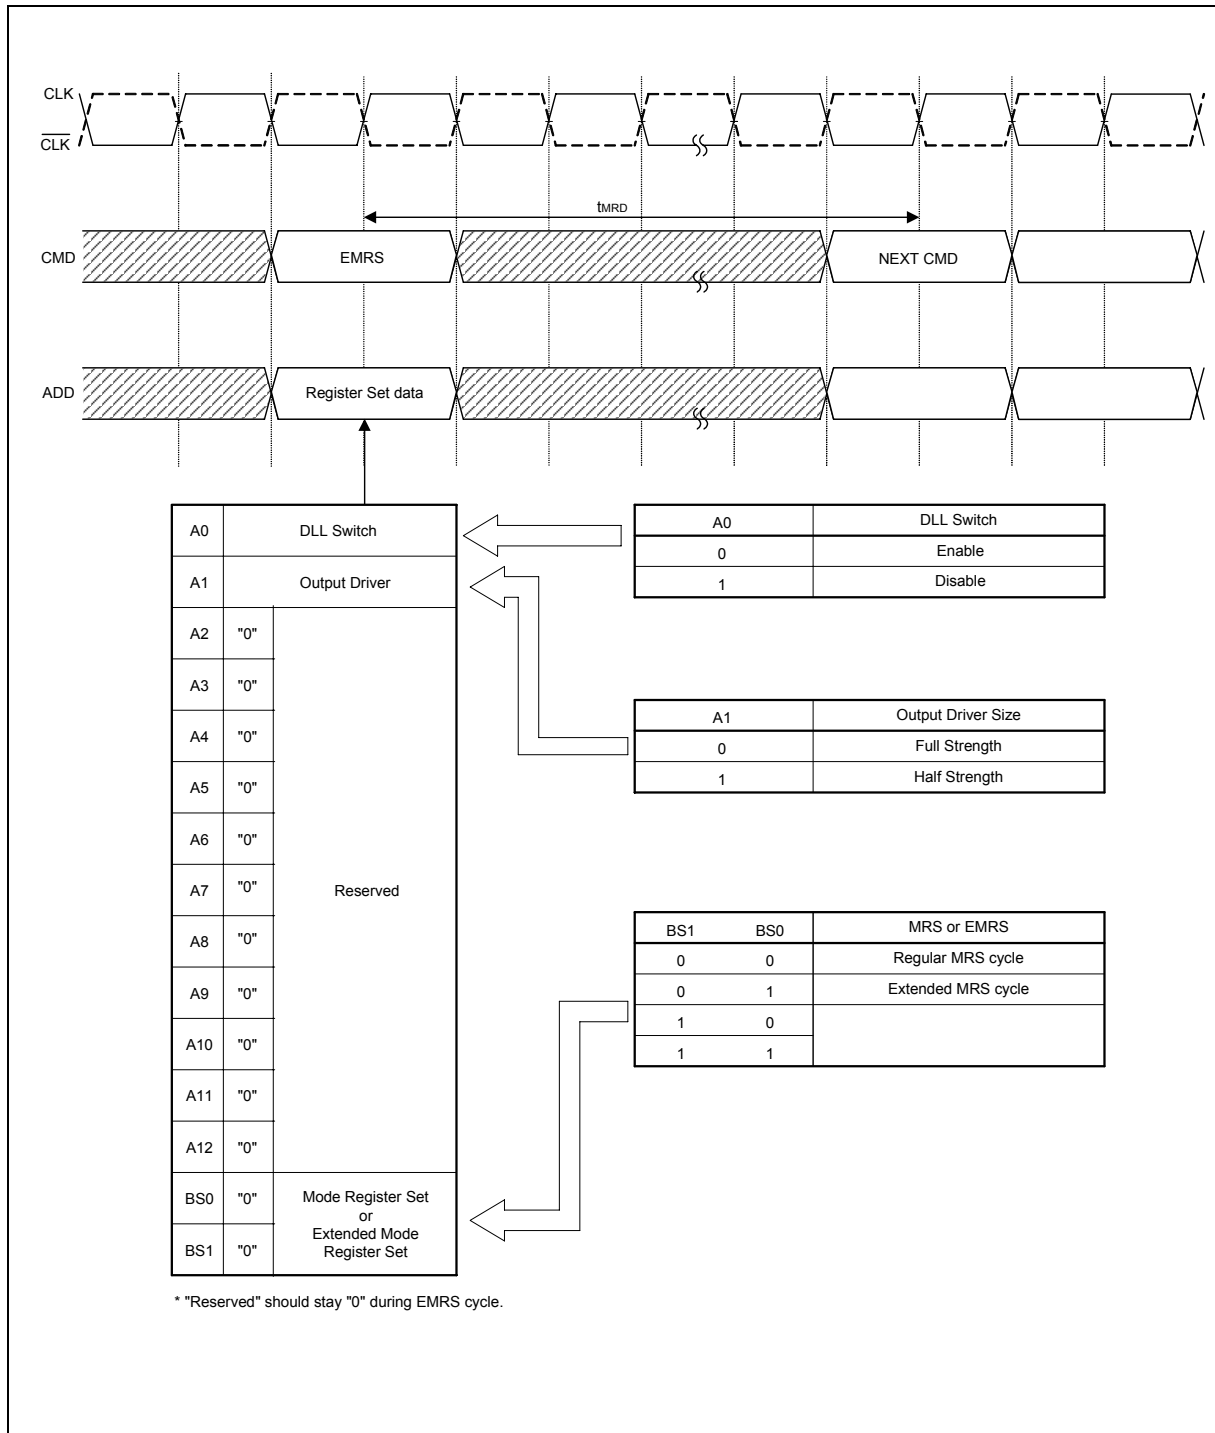 CLK
CLK
tMRD
CMD
EMRS
NEXT CMD
ADD
Register Set data
A0 DLL Switch
A1 Output Driver
A2 "0"
A3 "0"
A4 "0"
A5 "0"
A6 "0"
A7 "0" Reserved
A8 "0"
A9 "0"
A10 "0"
A11 "0"
A12 "0"
BS0 "0"
BS1 "0"
Mode Register Set
or
Extended Mode
Register Set
A0 DLL Switch
0 Enable
1 Disable
A1 Output Driver Size
0 Full Strength
1 Half Strength
BS1 BS0 MRS or EMRS
0 0 Regular MRS cycle
0 1 Extended MRS cycle
1 0
1 1
* "Reserved" should stay "0" during EMRS cycle.